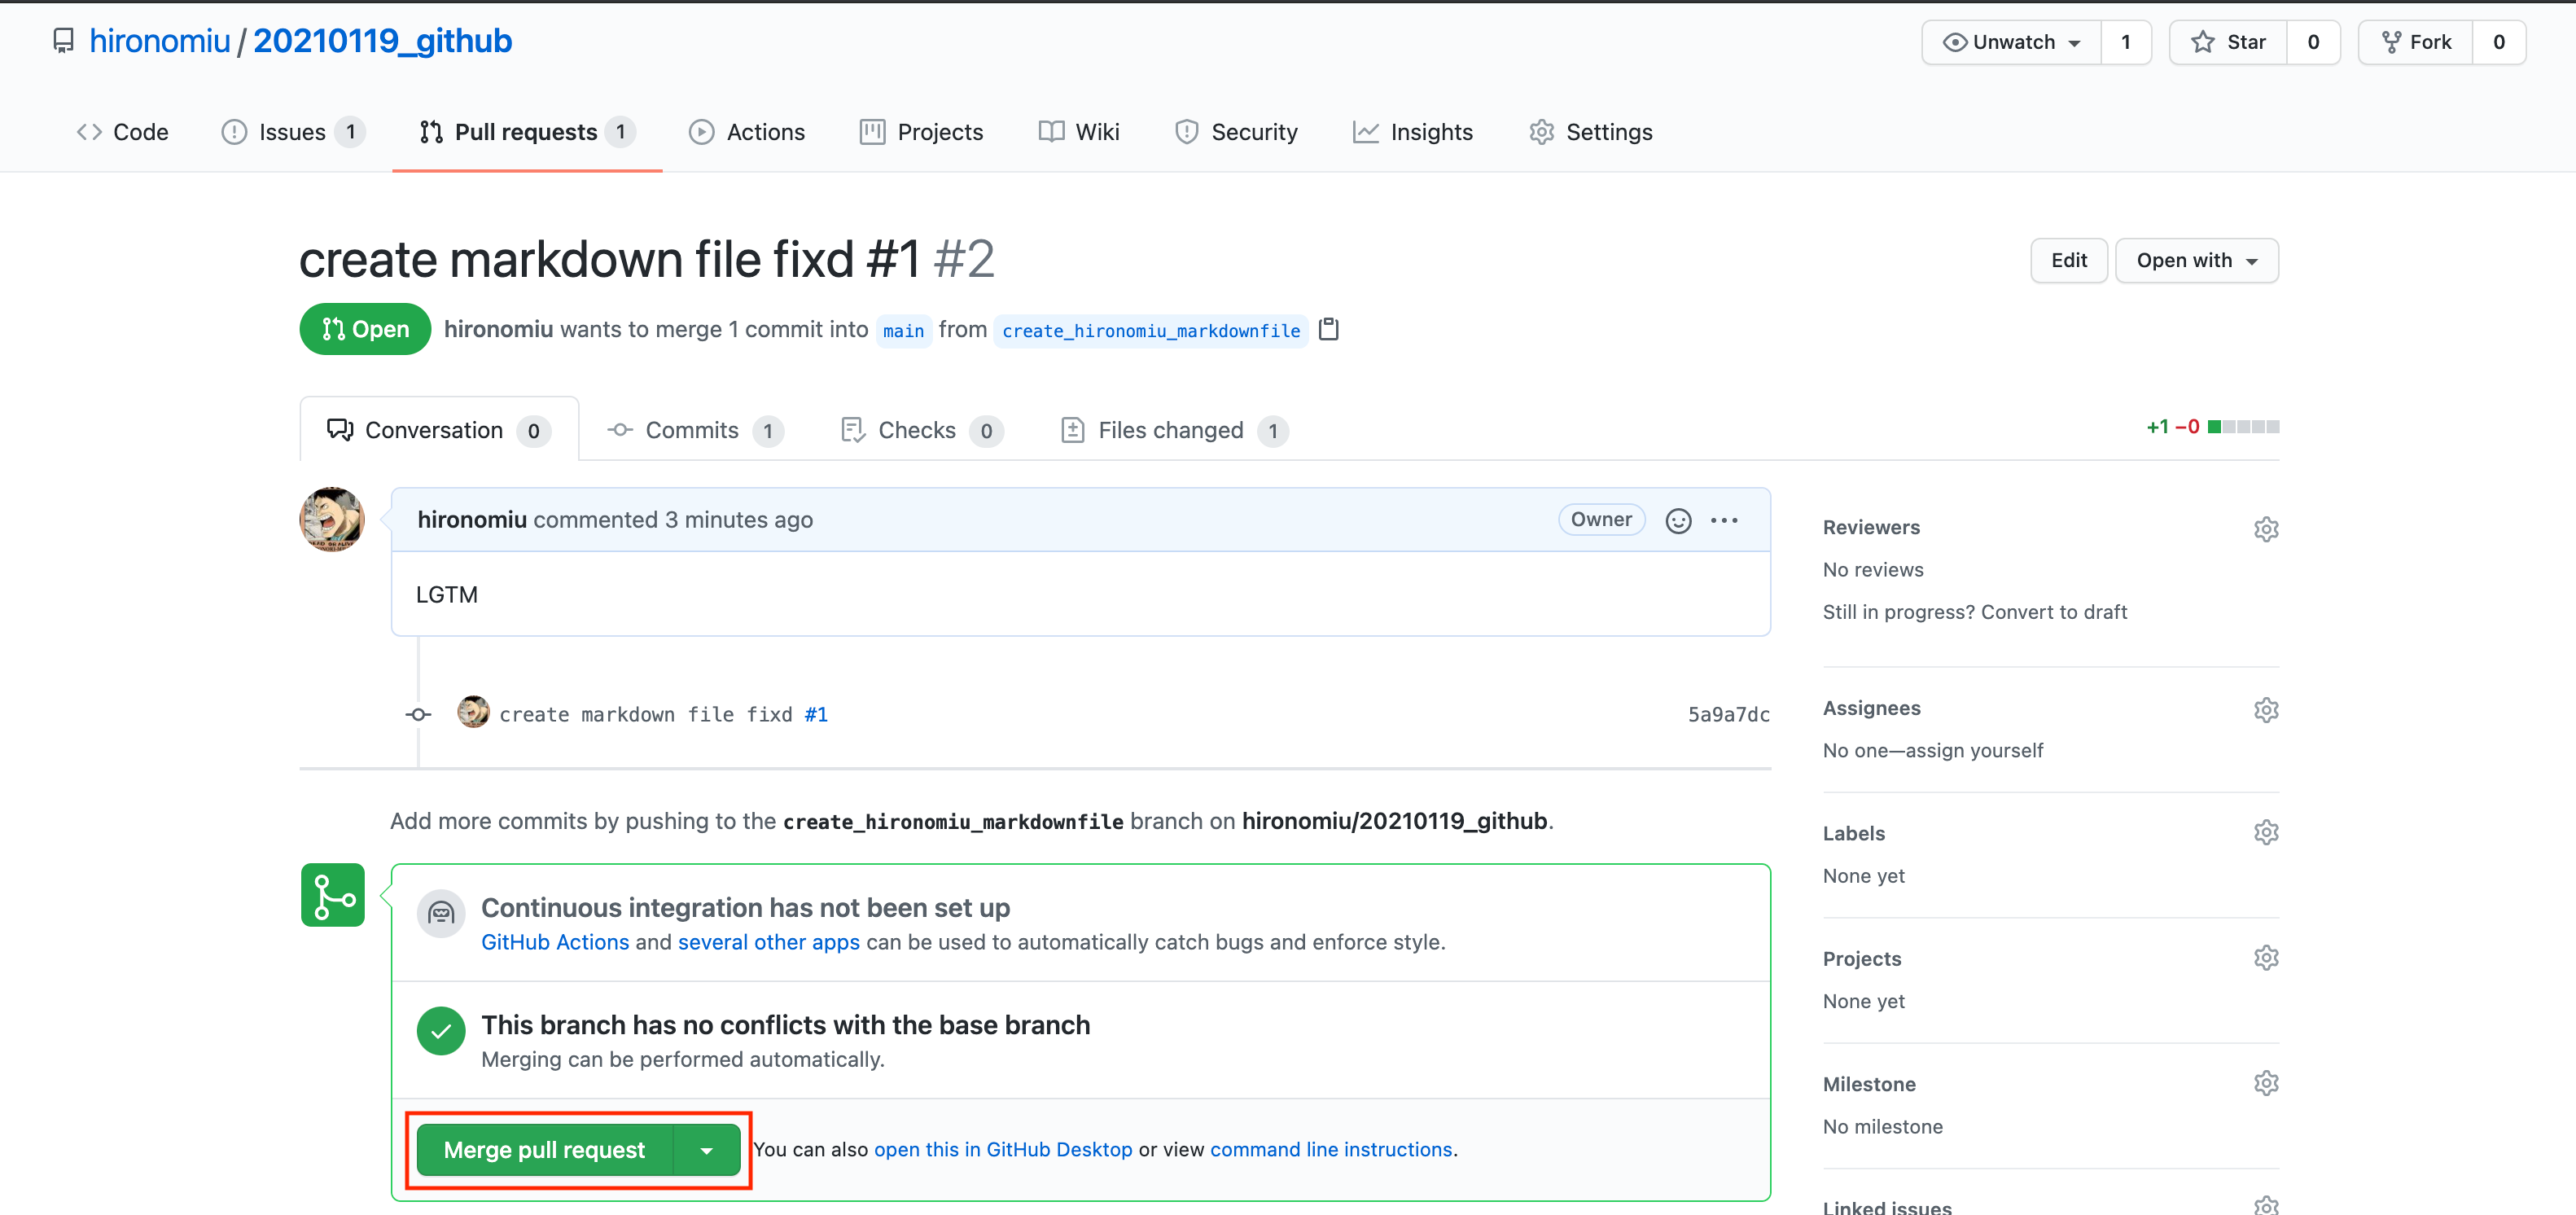 hironomiu / 20210119_github
Unwatch 1
Star 0
Fork 0
Code
Issues 1
Pull requests 1
Actions
Projects
Wiki
Security
Insights
Settings
create markdown file fixd #1 #2
Edit
Open with
Open
hironomiu wants to merge 1 commit into main from create_hironomiu_markdownfile
Conversation 0
Commits 1
Checks 0
Files changed 1
+1 −0
hironomiu commented 3 minutes ago
Owner
LGTM
create markdown file fixd #1
5a9a7dc
Add more commits by pushing to the create_hironomiu_markdownfile branch on hironomiu/20210119_github.
Continuous integration has not been set up
GitHub Actions and several other apps can be used to automatically catch bugs and enforce style.
This branch has no conflicts with the base branch
Merging can be performed automatically.
Merge pull request
You can also open this in GitHub Desktop or view command line instructions.
Reviewers
No reviews
Still in progress? Convert to draft
Assignees
No one—assign yourself
Labels
None yet
Projects
None yet
Milestone
No milestone
Linked issues